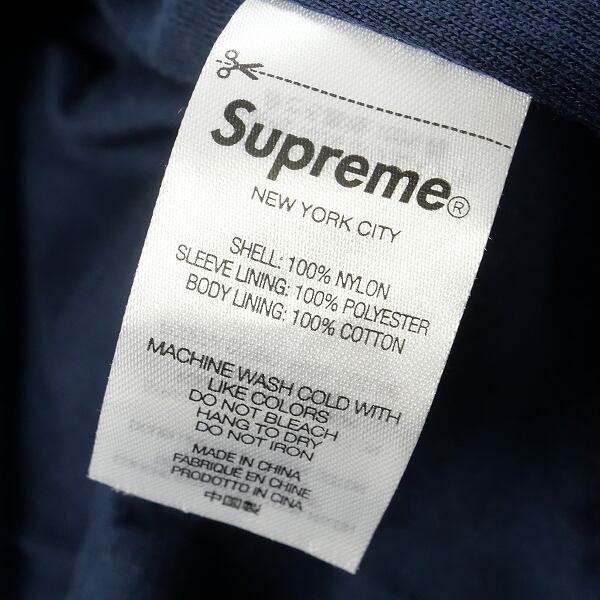 Supreme®
NEW YORK CITY
SHELL: 100% NYLON
SLEEVE LINING: 100% POLYESTER
BODY LINING: 100% COTTON
MACHINE WASH COLD WITH
LIKE COLORS
DO NOT BLEACH
HANG TO DRY
DO NOT IRON
MADE IN CHINA
FABRIQUÉ EN CHINE
PRODOTTO IN CINA
中国製